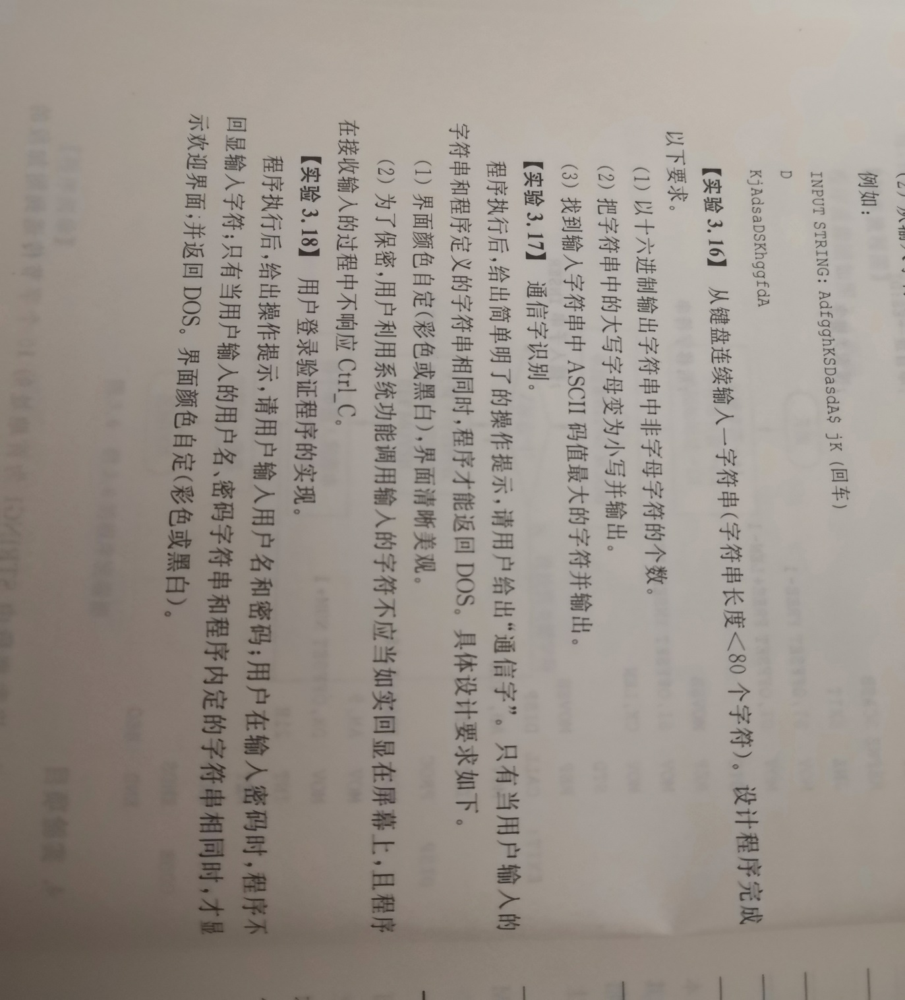 例如：
INPUT STRING: AdfgghKSDasdA$ jK (回车)
D
KjAdsaDSKhggfdA
【实验 3.16】 从键盘连续输入一字符串(字符串长度<80 个字符)。设计程序完成
以下要求。
(1) 以十六进制输出字符串中非字母字符的个数。
(2) 把字符串中的大写字母变为小写并输出。
(3) 找到输入字符串中 ASCII 码值最大的字符并输出。
【实验 3.17】 通信字识别。
程序执行后,给出简单明了的操作提示,请用户给出“通信字”。只有当用户输入的
字符串和程序定义的字符串相同时,程序才能返回 DOS。具体设计要求如下。
(1) 界面颜色自定(彩色或黑白),界面清晰美观。
(2) 为了保密,用户利用系统功能调用输入的字符不应当如实回显在屏幕上,且程序
在接收输入的过程中不响应 Ctrl_C。
【实验 3.18】 用户登录验证程序的实现。
程序执行后,给出操作提示,请用户输入用户名和密码;用户在输入密码时,程序不
回显输入字符;只有当用户输入的用户名、密码字符串和程序内定的字符串相同时,才显
示欢迎界面;并返回 DOS。界面颜色自定(彩色或黑白)。